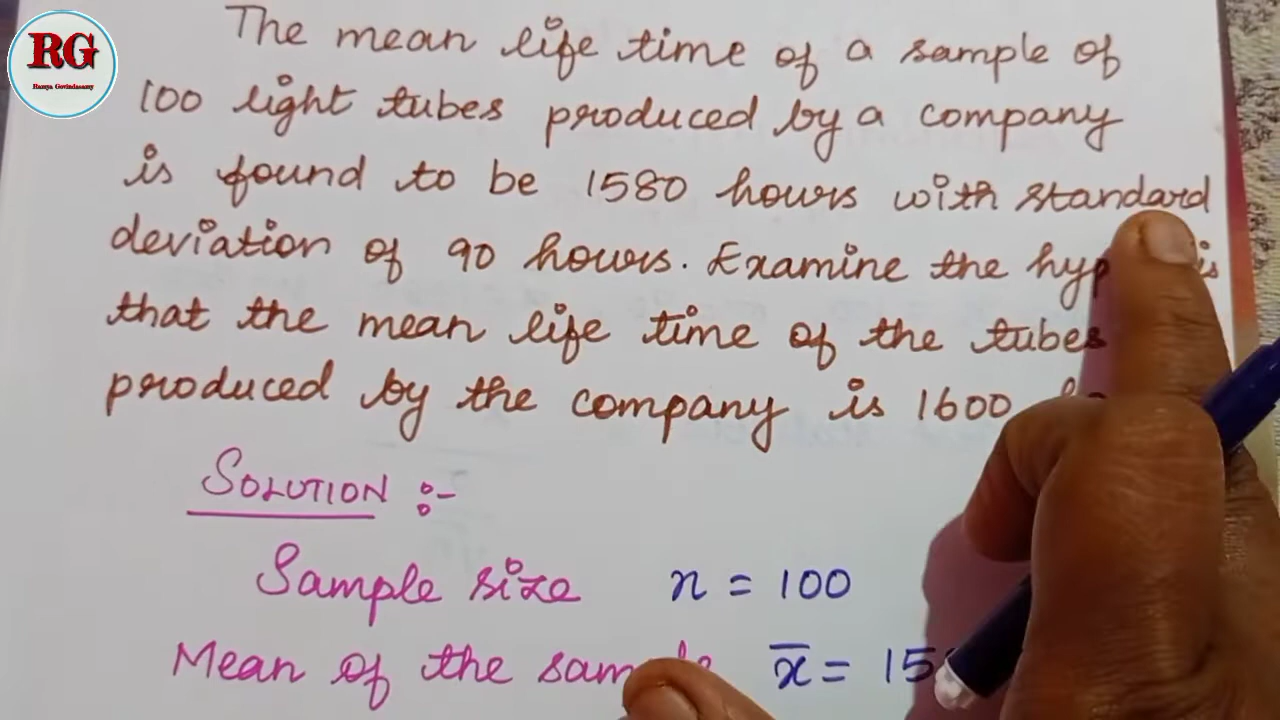 RG
Ramya Govindasamy
The mean life time of a sample of
100 light tubes produced by a company
is found to be 1580 hours with standard
deviation of 90 hours. Examine the
that the mean life time of the tubes
produced by the company is 1600
SOLUTION :-
Sample size n = 100
Mean of the x̄ =